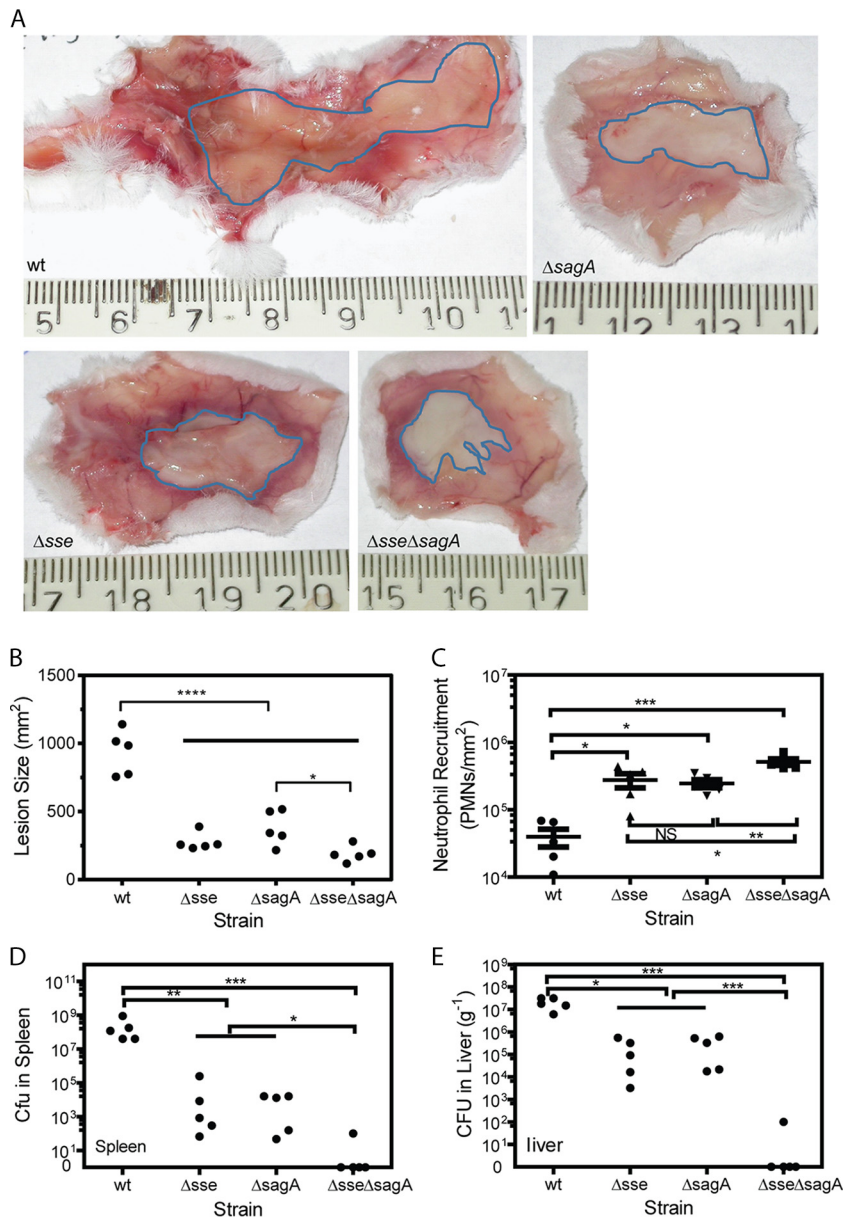 A
wt
5 6 7 8 9 10 1
ΔsagA
1 12 13 14
Δsse
17 18 19 20
ΔsseΔsagA
15 16 17
B
Lesion Size (mm²)
1500
1000
500
0
****
*
wt Δsse ΔsagA ΔsseΔsagA
Strain
C
Neutrophil Recruitment
(PMNs/mm²)
10⁷
10⁶
10⁵
10⁴
***
*
*
NS
**
*
wt Δsse ΔsagA ΔsseΔsagA
Strain
D
Cfu in Spleen
10¹¹
10⁹
10⁷
10⁵
10³
10¹
0
***
**
*
Spleen
wt Δsse ΔsagA ΔsseΔsagA
Strain
E
CFU in Liver (g⁻¹)
10⁹
10⁸
10⁷
10⁶
10⁵
10⁴
10³
10²
10¹
0
***
*
***
liver
wt Δsse ΔsagA ΔsseΔsagA
Strain